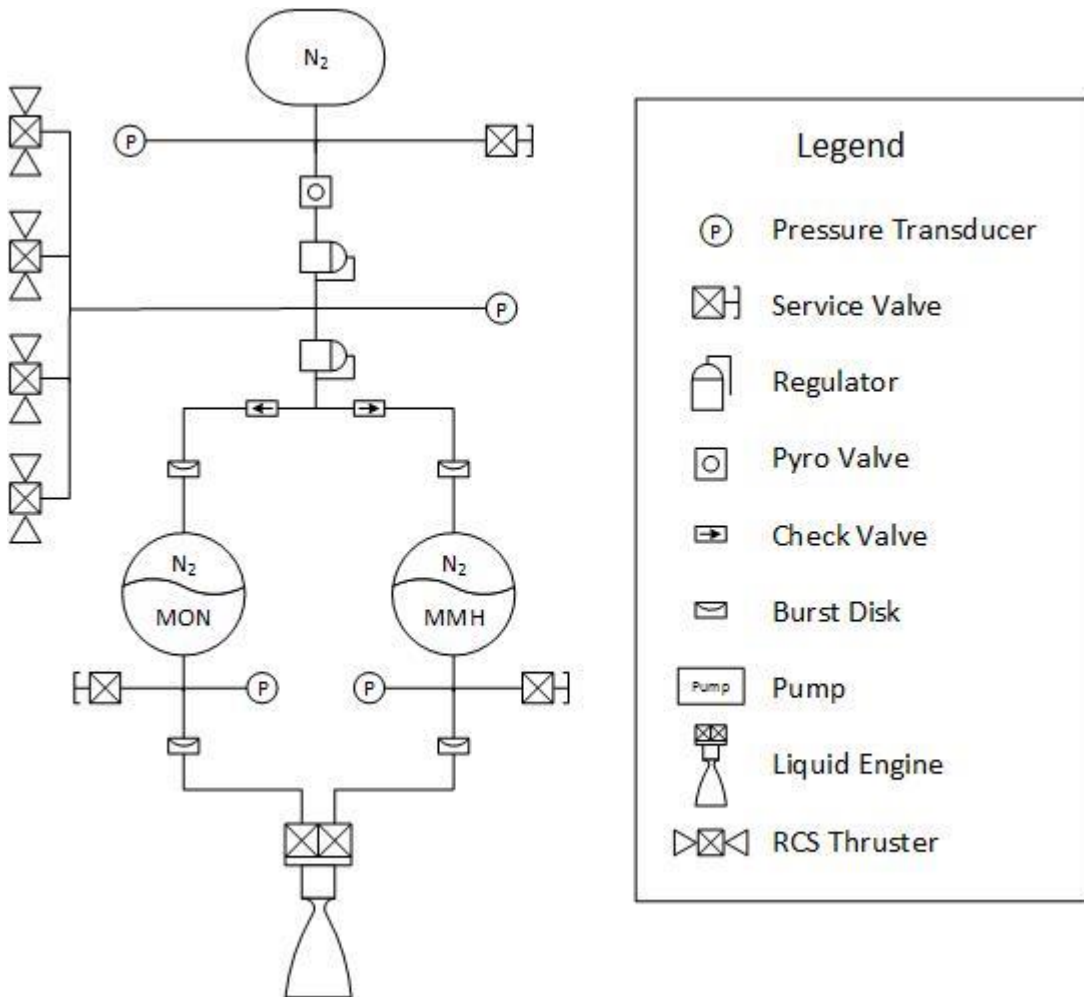 N₂
P
P
N₂
MON
N₂
MMH
P
P
Legend
P Pressure Transducer
Service Valve
Regulator
Pyro Valve
Check Valve
Burst Disk
Pump Pump
Liquid Engine
RCS Thruster